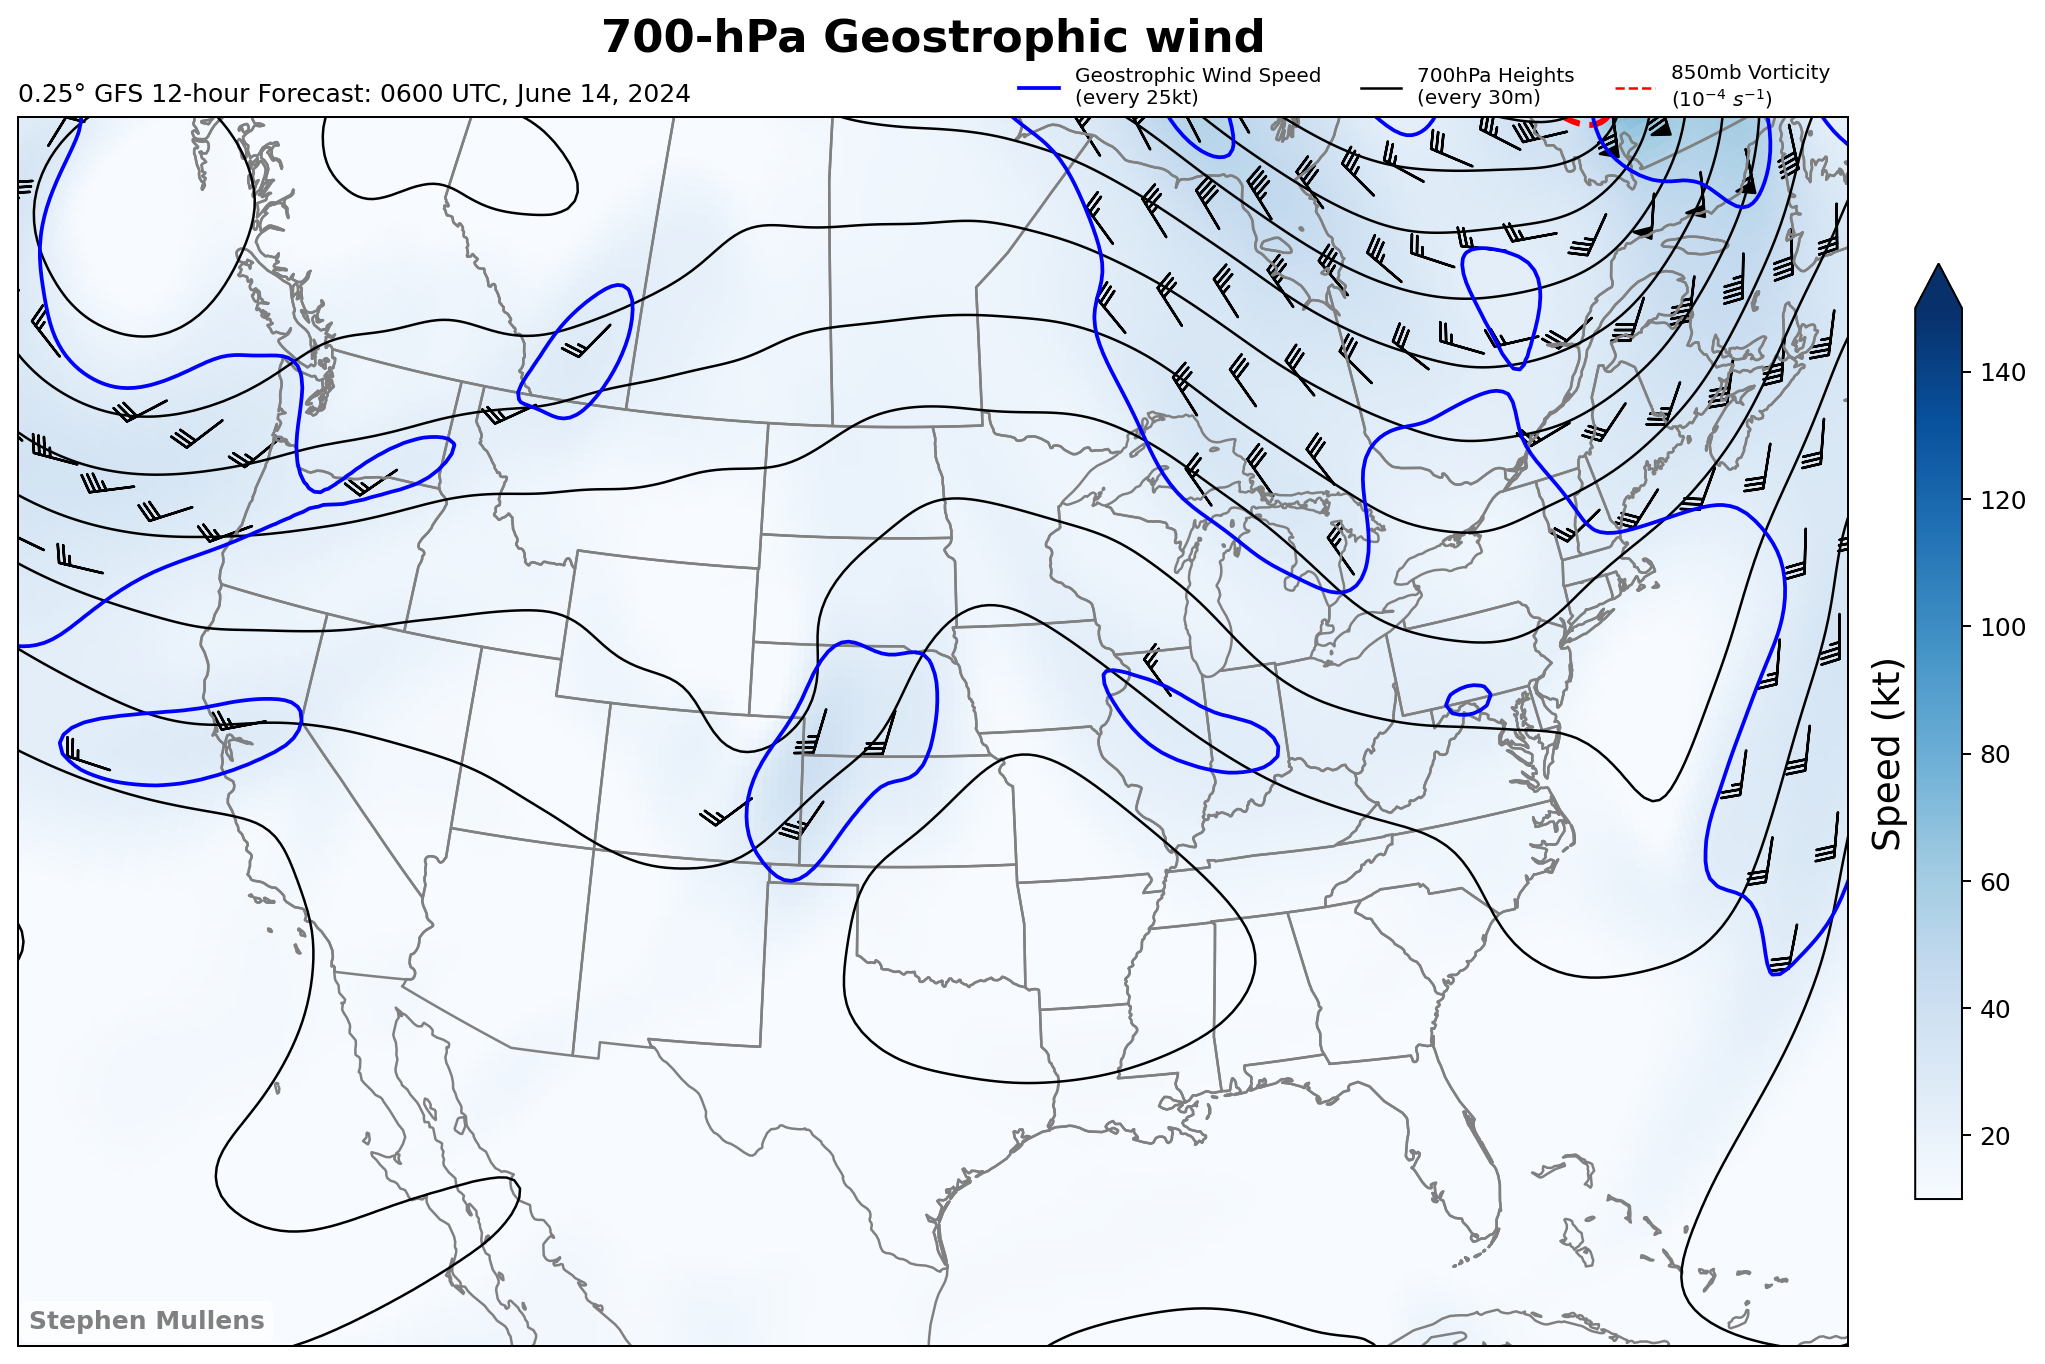 700-hPa Geostrophic wind
0.25° GFS 12-hour Forecast: 0600 UTC, June 14, 2024
Geostrophic Wind Speed
(every 25kt)
700hPa Heights
(every 30m)
850mb Vorticity
(10⁻⁴ s⁻¹)
140
120
100
80
60
40
20
Speed (kt)
Stephen Mullens